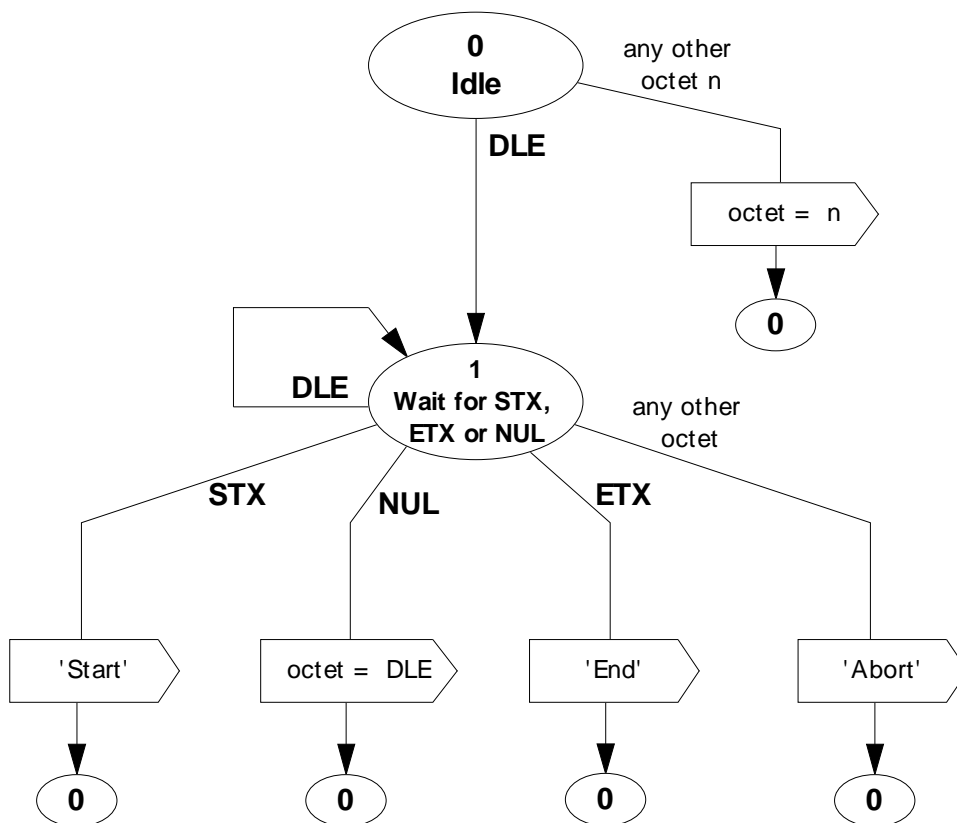 0
Idle
any other
octet n
DLE
octet = n
0
DLE
1
Wait for STX,
ETX or NUL
any other
octet
STX
NUL
ETX
'Start'
octet = DLE
'End'
'Abort'
0
0
0
0